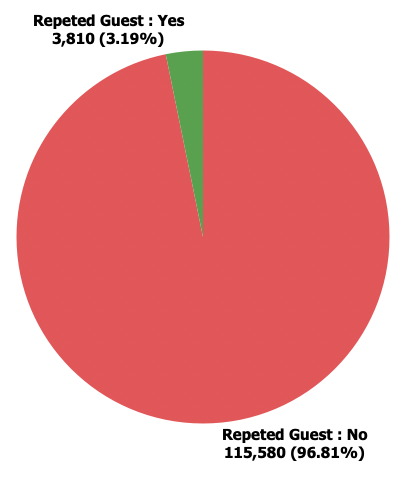 Repeted Guest : Yes
3,810 (3.19%)
Repeted Guest : No
115,580 (96.81%)